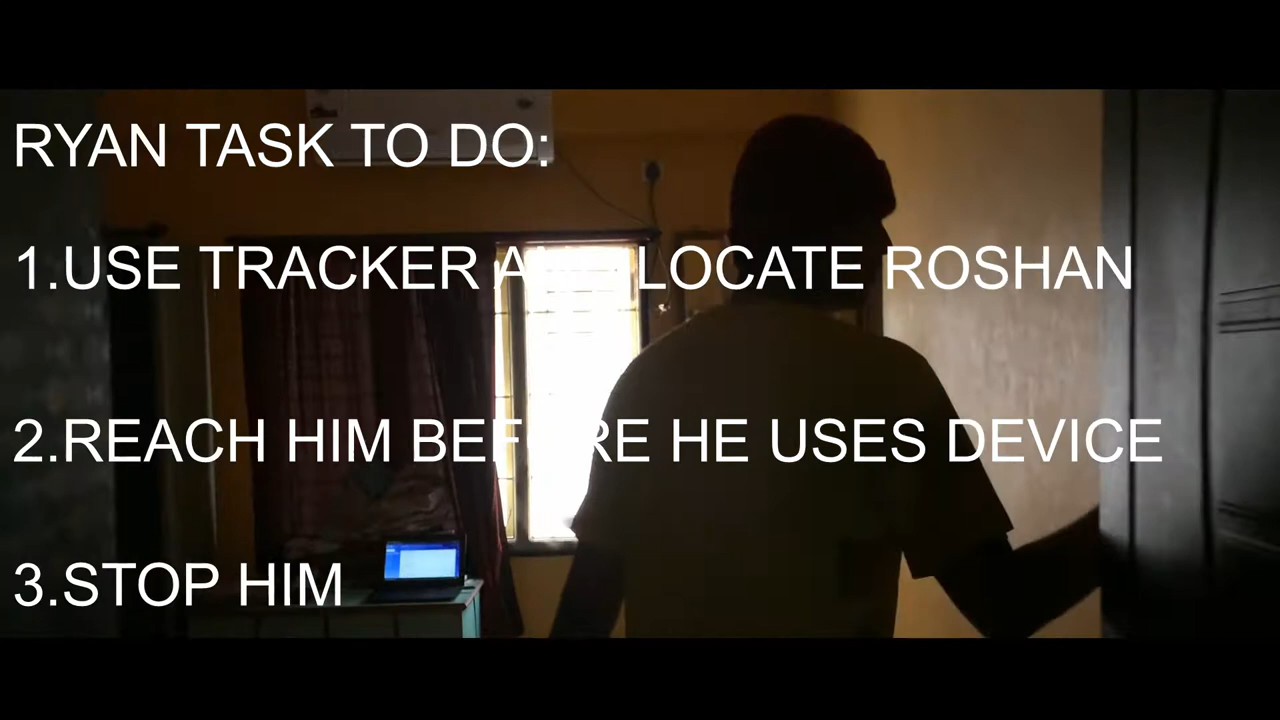 RYAN TASK TO DO:
1.USE TRACKER AND LOCATE ROSHAN
2.REACH HIM BEFORE HE USES DEVICE
3.STOP HIM